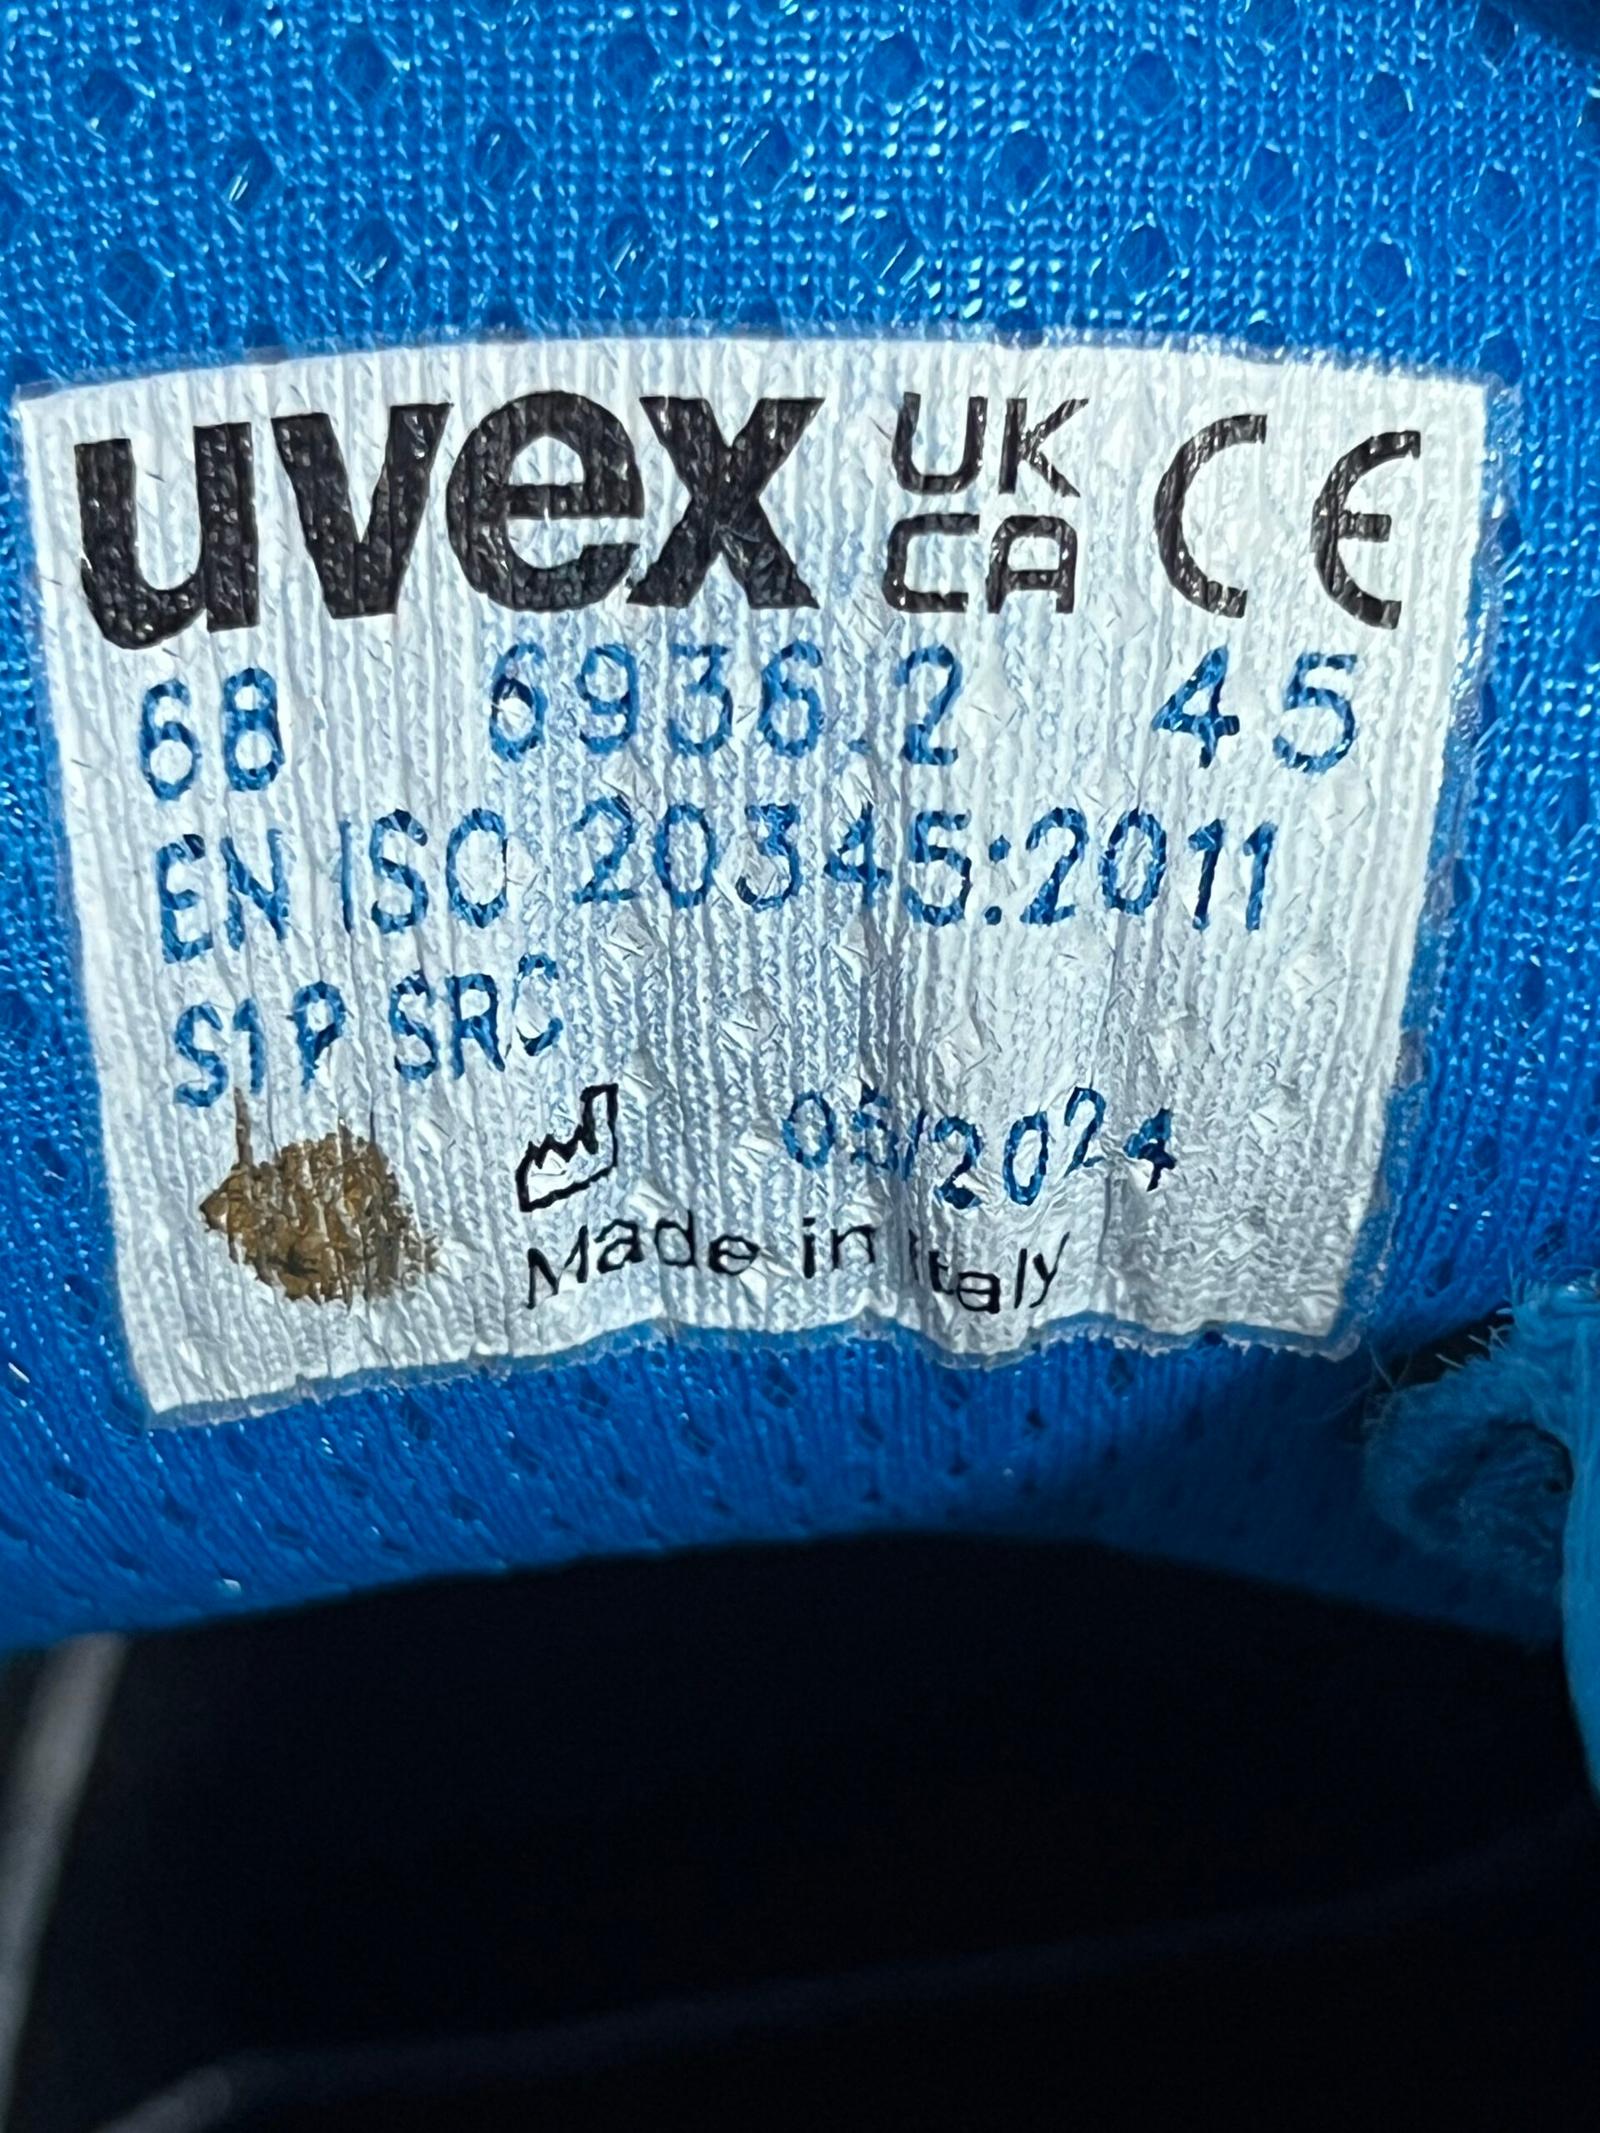 uvex UK CA CE
68 6936.2 45
EN ISO 20345:2011
S1P SRC
05/2024
Made in Italy